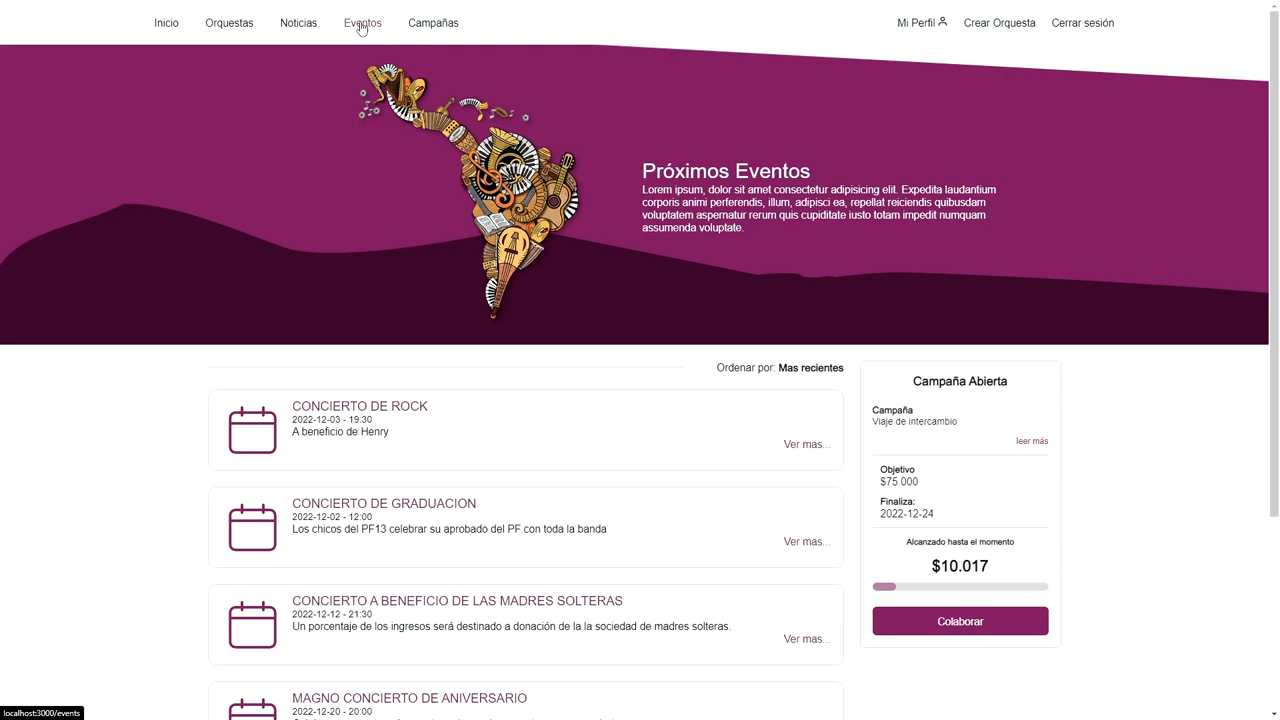 Inicio
Orquestas
Noticias
Eventos
Campañas
Mi Perfil
Crear Orquesta
Cerrar sesión
Próximos Eventos
Lorem ipsum, dolor sit amet consectetur adipisicing elit. Expedita laudantium
corporis animi perferendis, illum, adipisci ea, repellat reiciendis quibusdam
voluptatem aspernatur rerum quis cupiditate iusto totam impedit numquam
assumenda voluptate.
Ordenar por: Mas recientes
CONCIERTO DE ROCK
2022-12-03 - 19:30
A beneficio de Henry
Ver mas...
CONCIERTO DE GRADUACION
2022-12-02 - 12:00
Los chicos del PF13 celebrar su aprobado del PF con toda la banda
Ver mas...
CONCIERTO A BENEFICIO DE LAS MADRES SOLTERAS
2022-12-12 - 21:30
Un porcentaje de los ingresos será destinado a donación de la la sociedad de madres solteras.
Ver mas...
MAGNO CONCIERTO DE ANIVERSARIO
2022-12-20 - 20:00
Campaña Abierta
Campaña
Viaje de intercambio
leer más
Objetivo
$75.000
Finaliza:
2022-12-24
Alcanzado hasta el momento
$10.017
Colaborar
localhost:3000/events